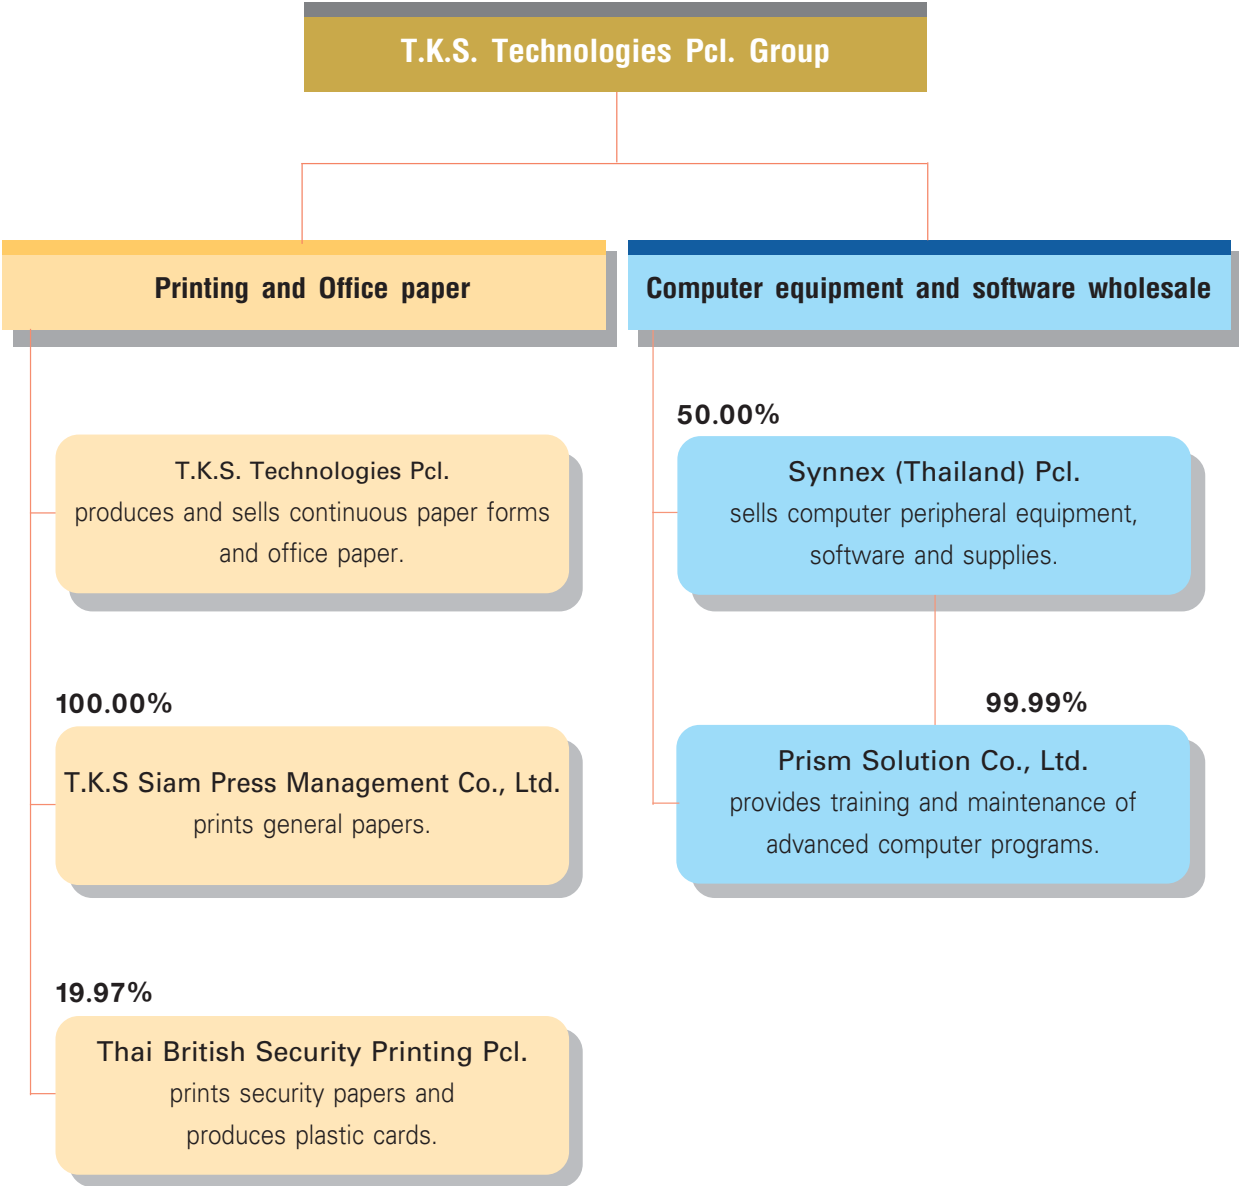 T.K.S. Technologies Pcl. Group
Printing and Office paper
T.K.S. Technologies Pcl.
produces and sells continuous paper forms
and office paper.
100.00%
T.K.S Siam Press Management Co., Ltd.
prints general papers.
19.97%
Thai British Security Printing Pcl.
prints security papers and
produces plastic cards.
Computer equipment and software wholesale
50.00%
Synnex (Thailand) Pcl.
sells computer peripheral equipment,
software and supplies.
99.99%
Prism Solution Co., Ltd.
provides training and maintenance of
advanced computer programs.